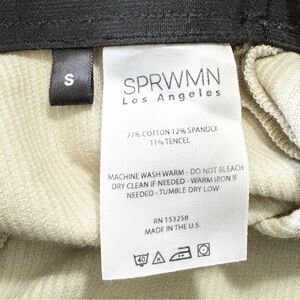 S
SPRWMN
Los Angeles
77% COTTON 12% SPANDEX
11% TENCEL
MACHINE WASH WARM - DO NOT BLEACH
DRY CLEAN IF NEEDED - WARM IRON IF
NEEDED - TUMBLE DRY LOW
RN 153258
MADE IN THE U.S.
40